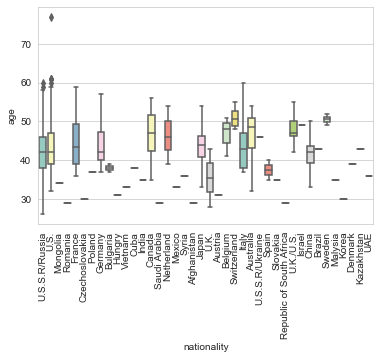 70
60
50
40
30
age
U.S.S.R/Russia
U.S.
Mongolia
Romania
France
Czechoslovakia
Poland
Germany
Bulgaria
Hungry
Vietnam
Cuba
India
Canada
Saudi Arabia
Netherland
Mexico
Syria
Afghanistan
Japan
U.K.
Austria
Belgium
Switzerland
Italy
Australia
U.S.S.R/Ukraine
Spain
Slovakia
Republic of South Africa
U.K./U.S.
Israel
China
Brazil
Sweden
Malysia
Korea
Denmark
Kazakhstan
UAE
nationality